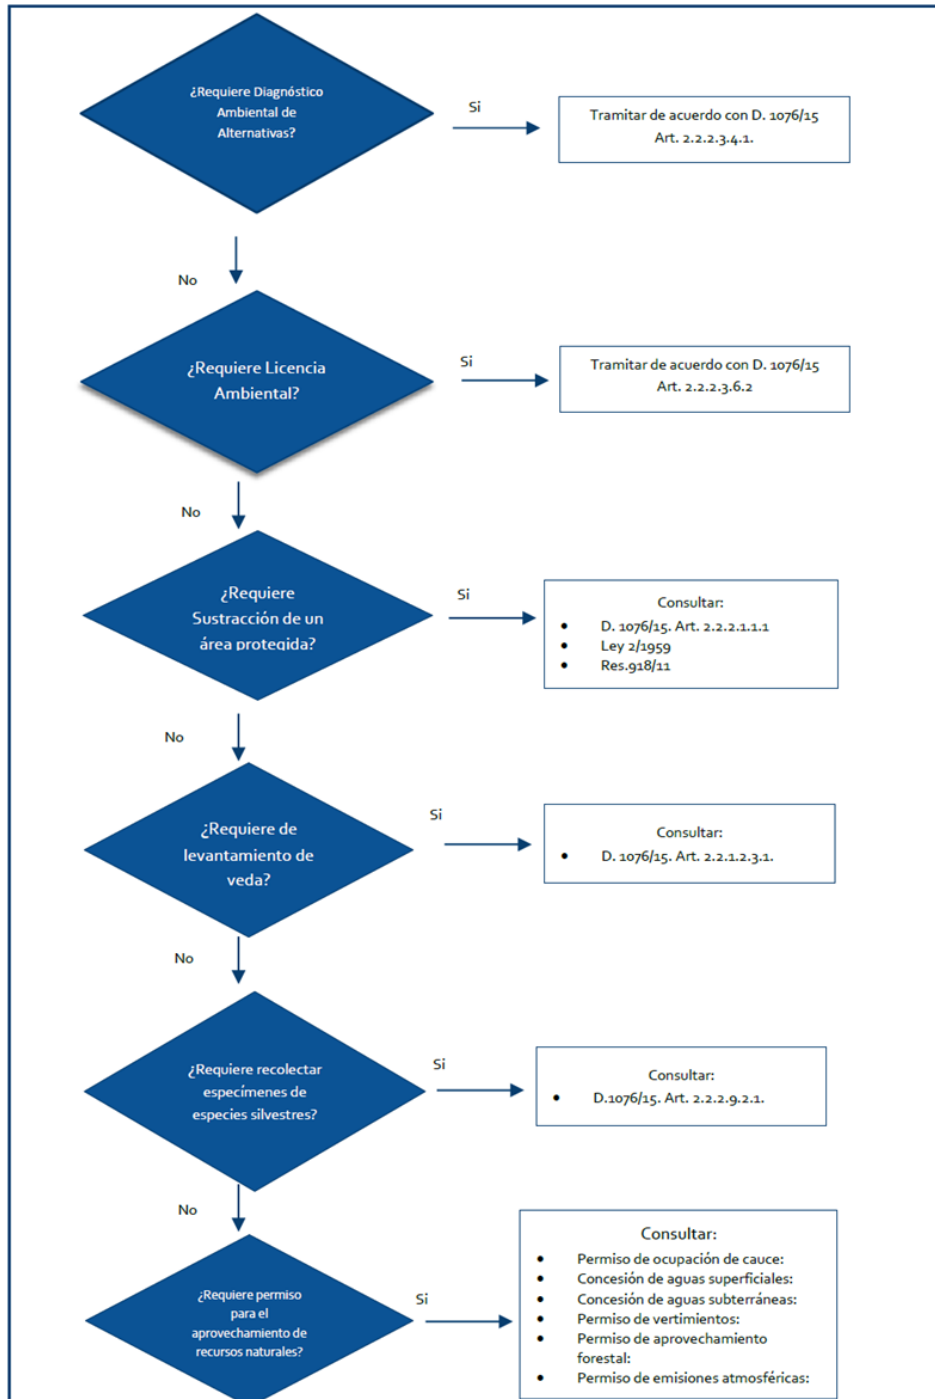 ¿Requiere Diagnóstico
Ambiental de
Alternativas?
Si
Tramitar de acuerdo con D. 1076/15
Art. 2.2.2.3.4.1.
No
¿Requiere Licencia
Ambiental?
Si
Tramitar de acuerdo con D. 1076/15
Art. 2.2.2.3.6.2
No
¿Requiere
Sustracción de un
área protegida?
Si
Consultar:
• D. 1076/15. Art. 2.2.2.1.1.1
• Ley 2/1959
• Res.918/11
No
¿Requiere de
levantamiento de
veda?
Si
Consultar:
• D. 1076/15. Art. 2.2.1.2.3.1.
No
¿Requiere recolectar
especímenes de
especies silvestres?
Si
Consultar:
• D.1076/15. Art. 2.2.2.9.2.1.
No
¿Requiere permiso
para el
aprovechamiento de
recursos naturales?
Si
Consultar:
• Permiso de ocupación de cauce:
• Concesión de aguas superficiales:
• Concesión de aguas subterráneas:
• Permiso de vertimientos:
• Permiso de aprovechamiento
forestal:
• Permiso de emisiones atmosféricas: